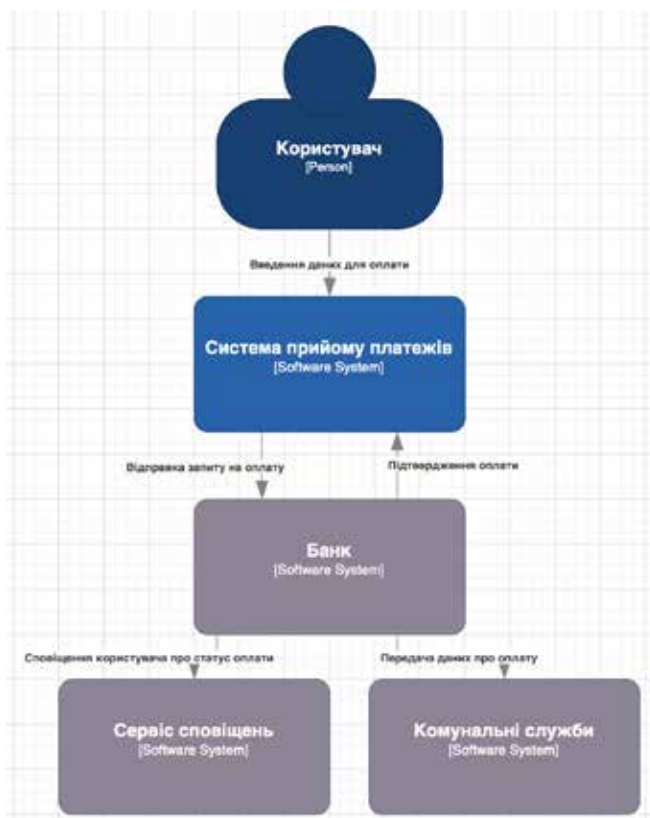 Користувач
[Person]
Введення даних для оплати
Система прийому платежів
[Software System]
Відправка запиту на оплату
Підтвердження оплати
Банк
[Software System]
Сповіщення користувача про статус оплати
Передача даних про оплату
Сервіс сповіщень
[Software System]
Комунальні служби
[Software System]